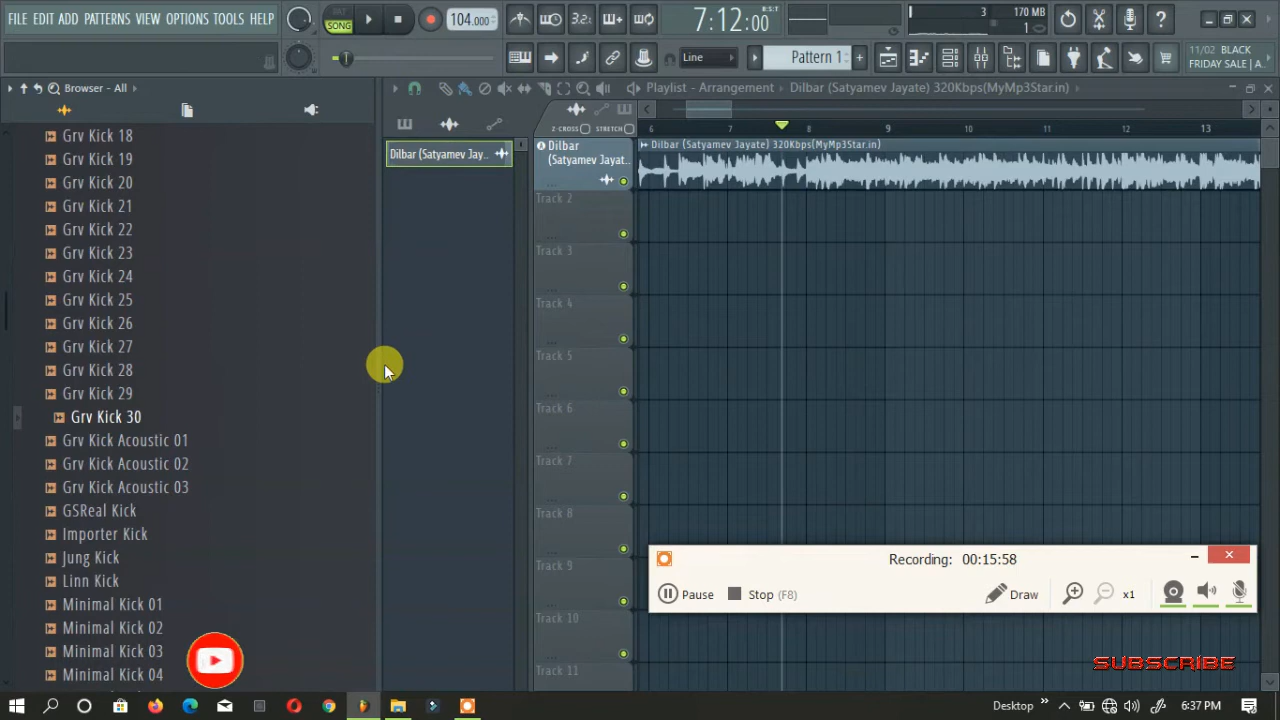 FILE EDIT ADD PATTERNS VIEW OPTIONS TOOLS HELP
SONG
104.000
3.2
7:12:00
B:S:T
3
170 MB
1
Line
Pattern 1
11/02 BLACK
FRIDAY SALE | A..
Browser - All
Playlist - Arrangement
Dilbar (Satyamev Jayate) 320Kbps(MyMp3Star.in)
Z-CROSS
STRETCH
6
7
8
9
10
11
12
13
Dilbar (Satyamev Jay..
Dilbar
(Satyamev Jayat..
Dilbar (Satyamev Jayate) 320Kbps(MyMp3Star.in)
Track 2
Track 3
Track 4
Track 5
Track 6
Track 7
Track 8
Track 9
Track 10
Track 11
Grv Kick 18
Grv Kick 19
Grv Kick 20
Grv Kick 21
Grv Kick 22
Grv Kick 23
Grv Kick 24
Grv Kick 25
Grv Kick 26
Grv Kick 27
Grv Kick 28
Grv Kick 29
Grv Kick 30
Grv Kick Acoustic 01
Grv Kick Acoustic 02
Grv Kick Acoustic 03
GSReal Kick
Importer Kick
Jung Kick
Linn Kick
Minimal Kick 01
Minimal Kick 02
Minimal Kick 03
Minimal Kick 04
Recording: 00:15:58
Pause
Stop (F8)
Draw
x1
SUBSCRIBE
Desktop
6:37 PM